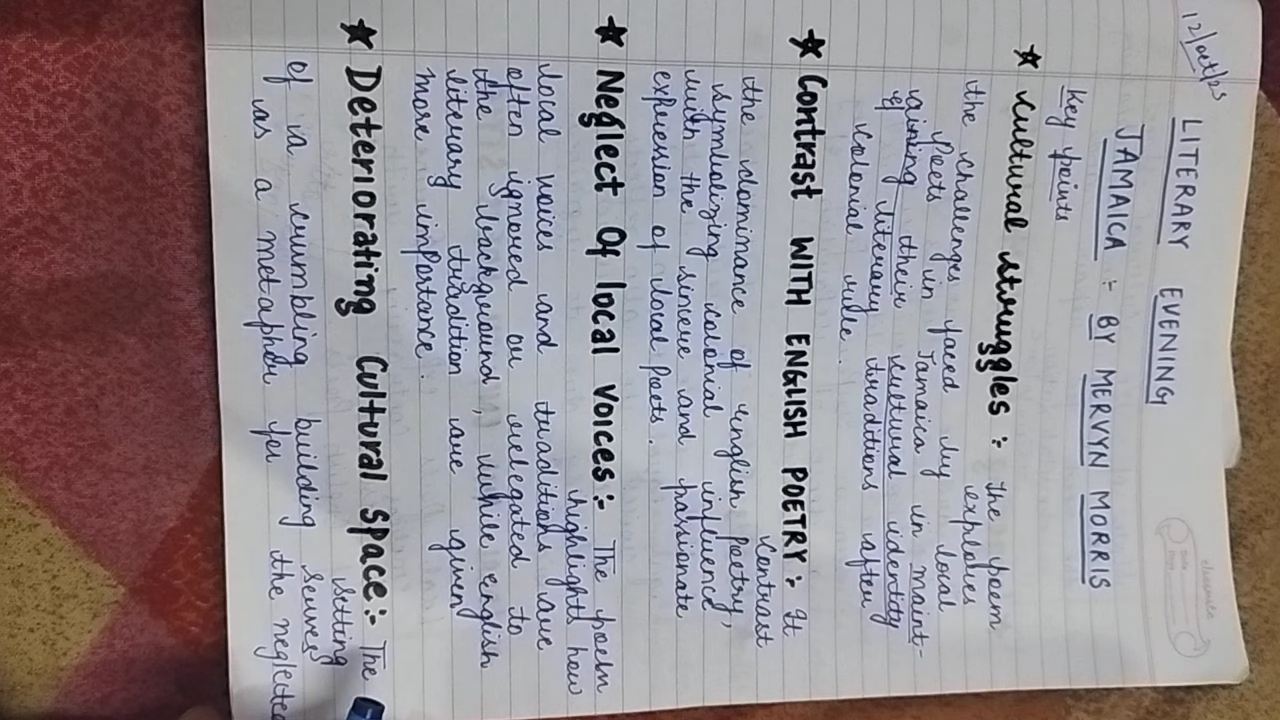 12/oct/25
LITERARY EVENING
JAMAICA :- BY MERVYN MORRIS
Key points
★ cultural struggles :- The poem explores
the challenges faced by local
poets in Jamaica in maint-
aining their cultural identity
& literary traditions after
colonial rule.
★ Contrast WITH ENGLISH POETRY :- It contrast
the dominance of english poetry,
symbolizing colonial influence
with the sincere and passionate
expression of local poets.
★ Neglect Of local voices :- The poem highlights how
local voices and traditions are
often ignored or relegated to
the background, while english
literary tradition are given
more importance.
★ Deteriorating Cultural space :- The setting
of a crumbling building serves
as a metaphor for the neglected